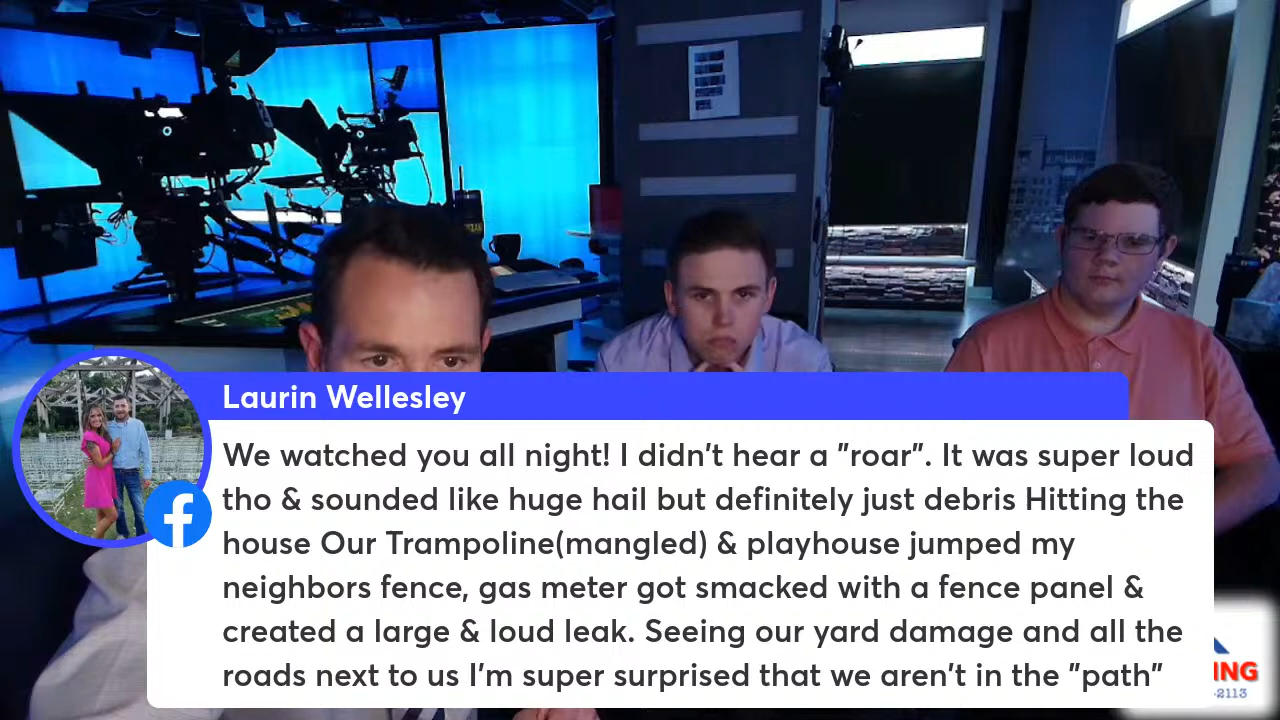 Laurin Wellesley
We watched you all night! I didn't hear a "roar". It was super loud
tho & sounded like huge hail but definitely just debris Hitting the
house Our Trampoline(mangled) & playhouse jumped my
neighbors fence, gas meter got smacked with a fence panel &
created a large & loud leak. Seeing our yard damage and all the
roads next to us I'm super surprised that we aren't in the "path"
ING
-2113